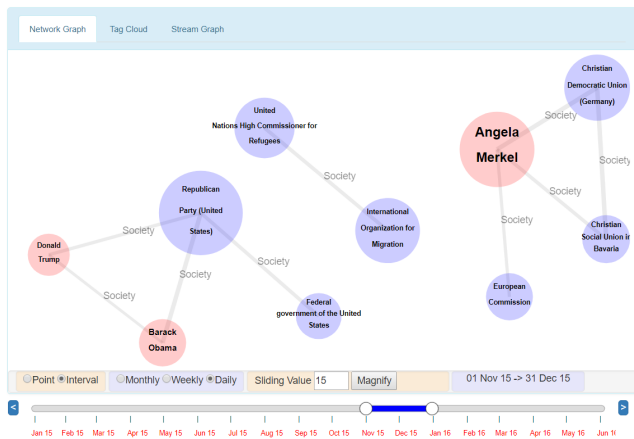 Network Graph
Tag Cloud
Stream Graph
Christian
Democratic Union
(Germany)
Society
United
Nations High Commissioner for
Refugees
Angela
Merkel
Society
Society
Republican
Party (United
States)
Society
International
Organization for
Migration
Society
Society
Christian
Social Union in
Bavaria
Donald
Trump
Society
Society
Society
European
Commission
Society
Federal
government of the United
States
Barack
Obama
Point Interval
Monthly Weekly Daily
Sliding Value 15 Magnify
01 Nov 15 -> 31 Dec 15
< >
Jan 15 Feb 15 Mar 15 Apr 15 May 15 Jun 15 Jul 15 Aug 15 Sep 15 Oct 15 Nov 15 Dec 15 Jan 16 Feb 16 Mar 16 Apr 16 May 16 Jun 16